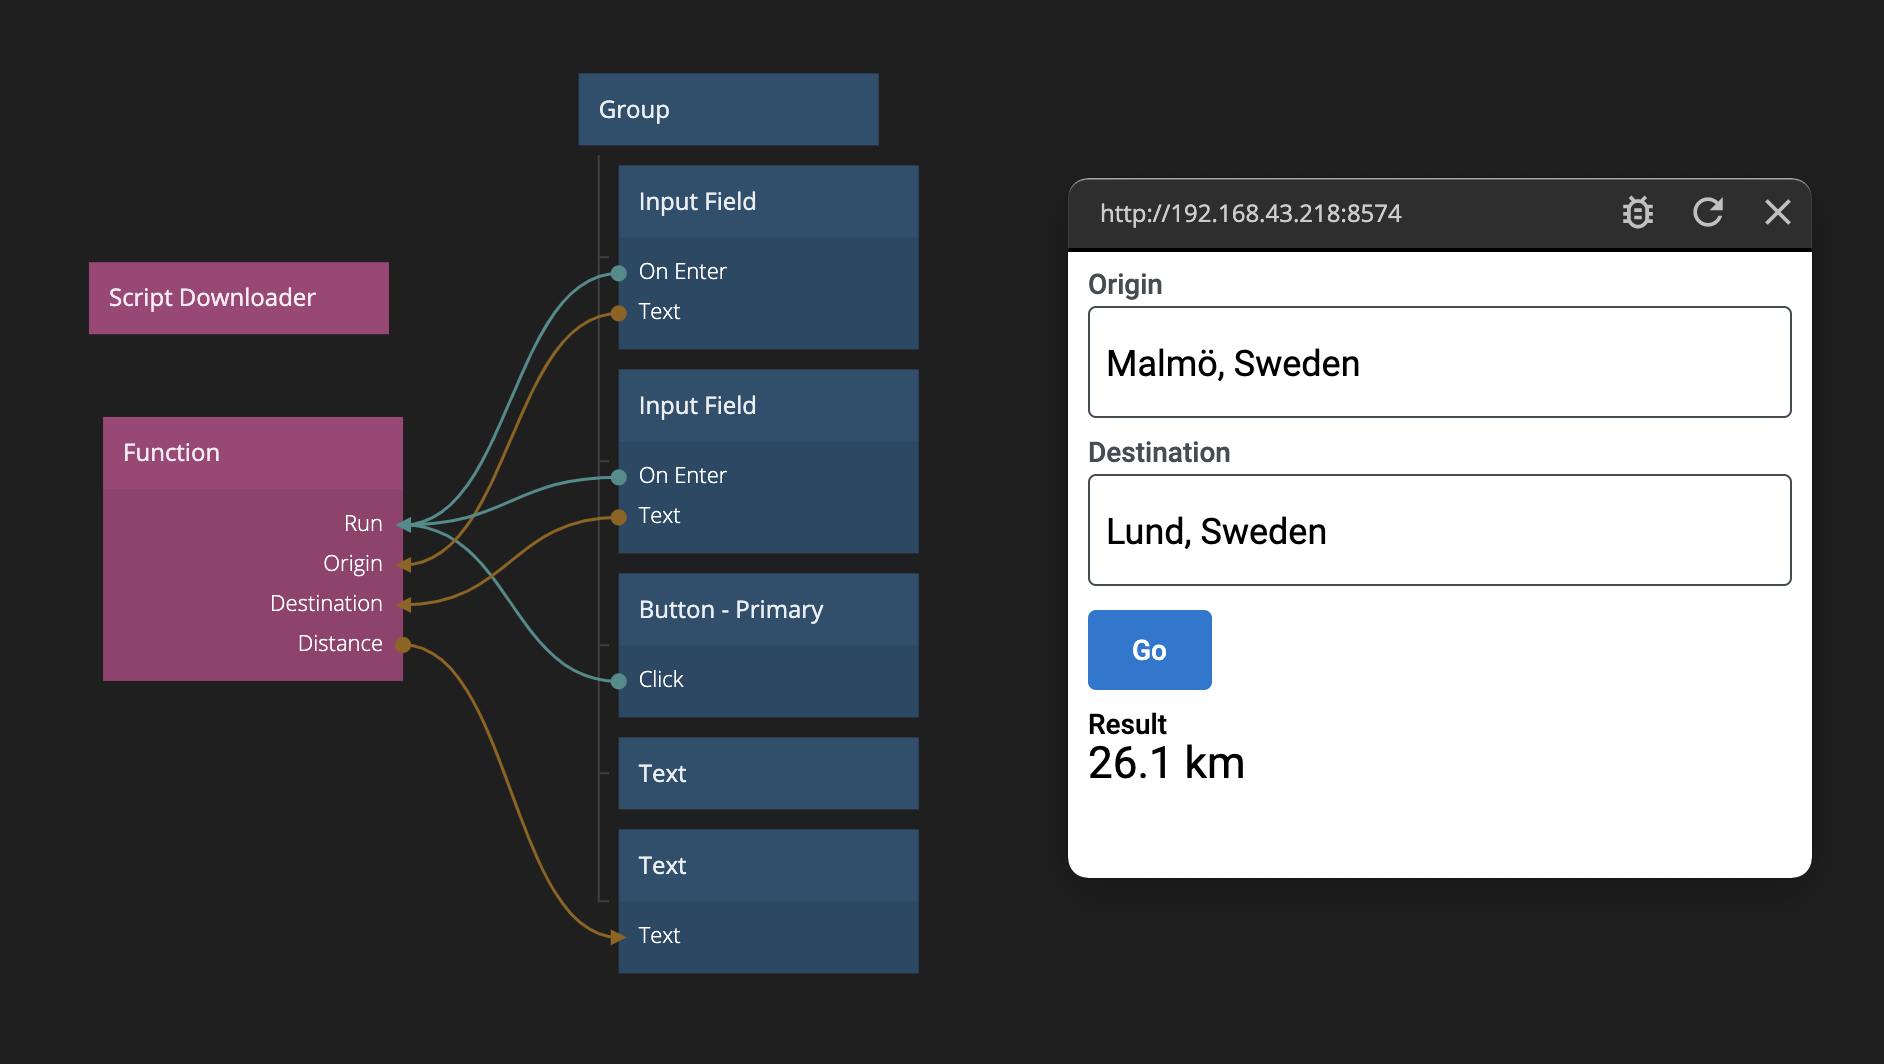 Group
Input Field
On Enter
Text
Input Field
On Enter
Text
Button - Primary
Click
Text
Text
Text
Script Downloader
Function
Run
Origin
Destination
Distance
http://192.168.43.218:8574
Origin
Malmö, Sweden
Destination
Lund, Sweden
Go
Result
26.1 km